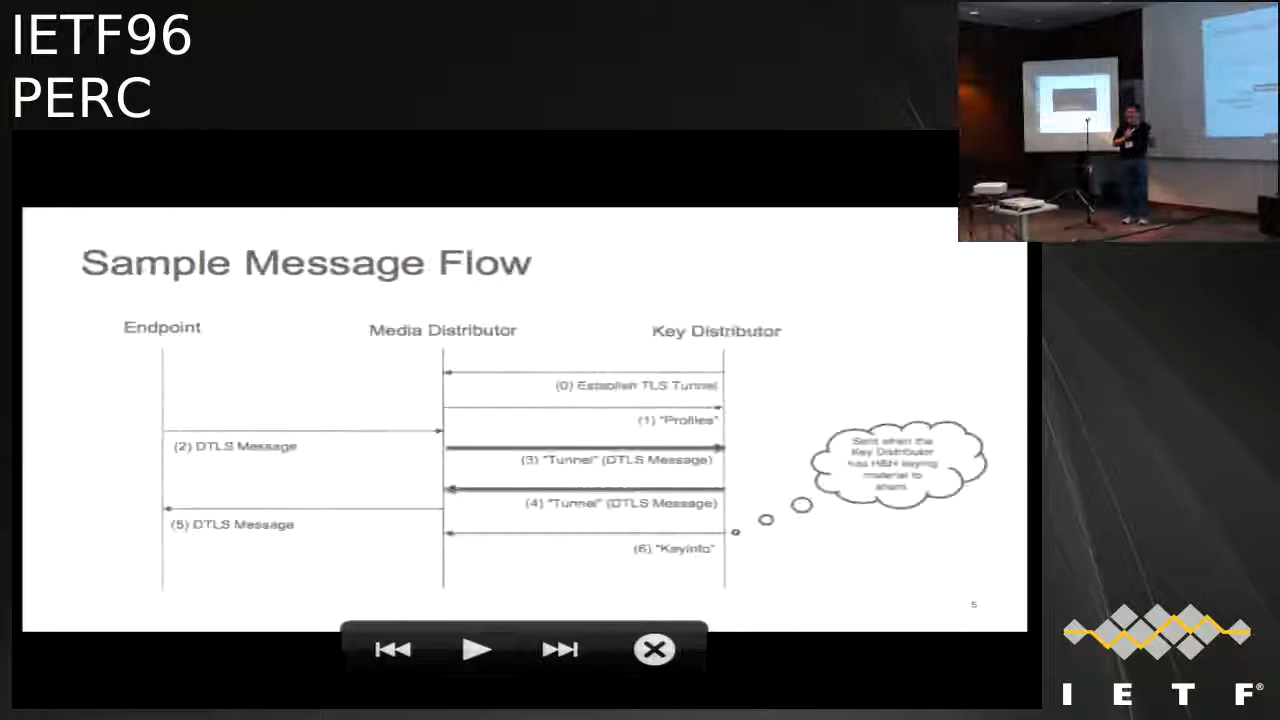 IETF96
PERC
Sample Message Flow
Endpoint
Media Distributor
Key Distributor
(0) Establish TLS Tunnel
(1) "Profiles"
(2) DTLS Message
(3) "Tunnel" (DTLS Message)
(4) "Tunnel" (DTLS Message)
(5) DTLS Message
(6) "KeyInfo"
Sent when the
Key Distributor
has HBH keying
material to
share.
5
I E T F®